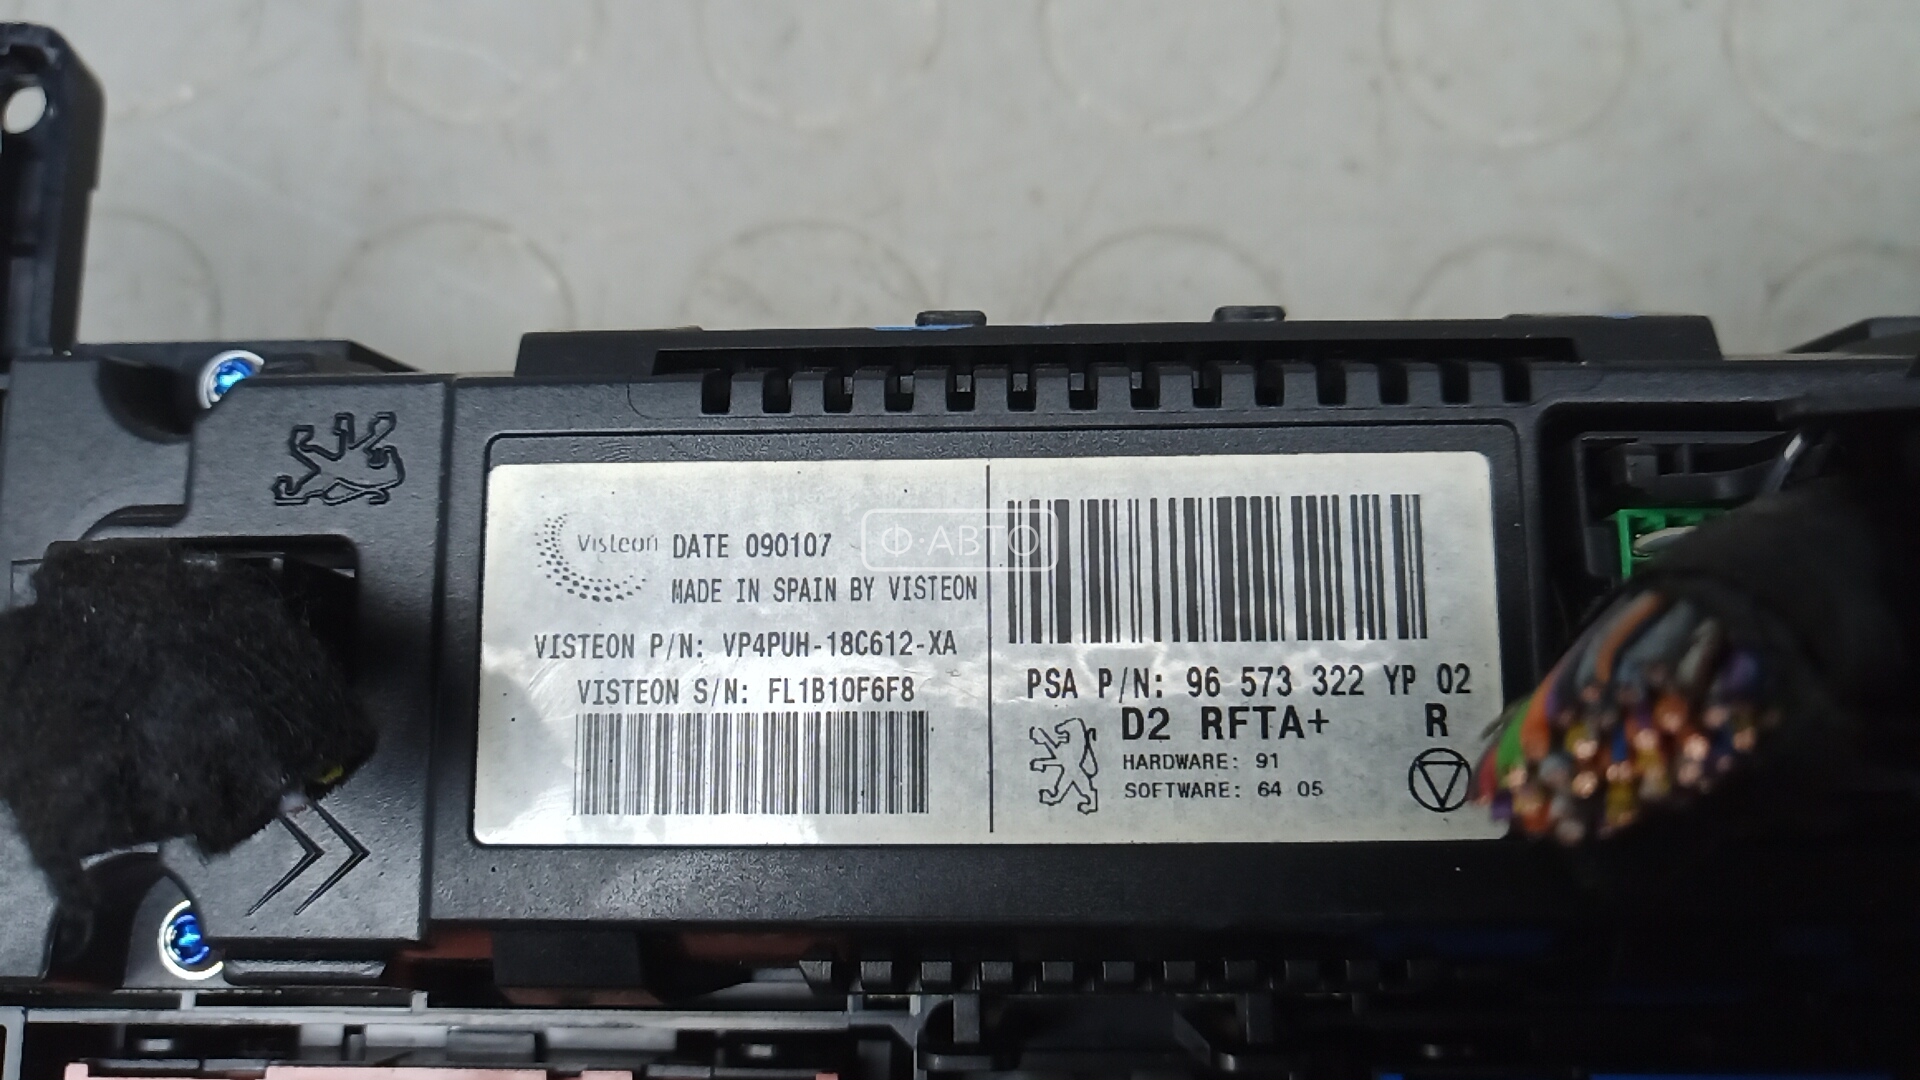 Visteon
DATE 090107
MADE IN SPAIN BY VISTEON
VISTEON P/N: VP4PUH-18C612-XA
VISTEON S/N: FL1B10F6F8
Ф·АВТО
PSA P/N: 96 573 322 YP 02
D2 RFTA+ R
HARDWARE: 91
SOFTWARE: 64 05